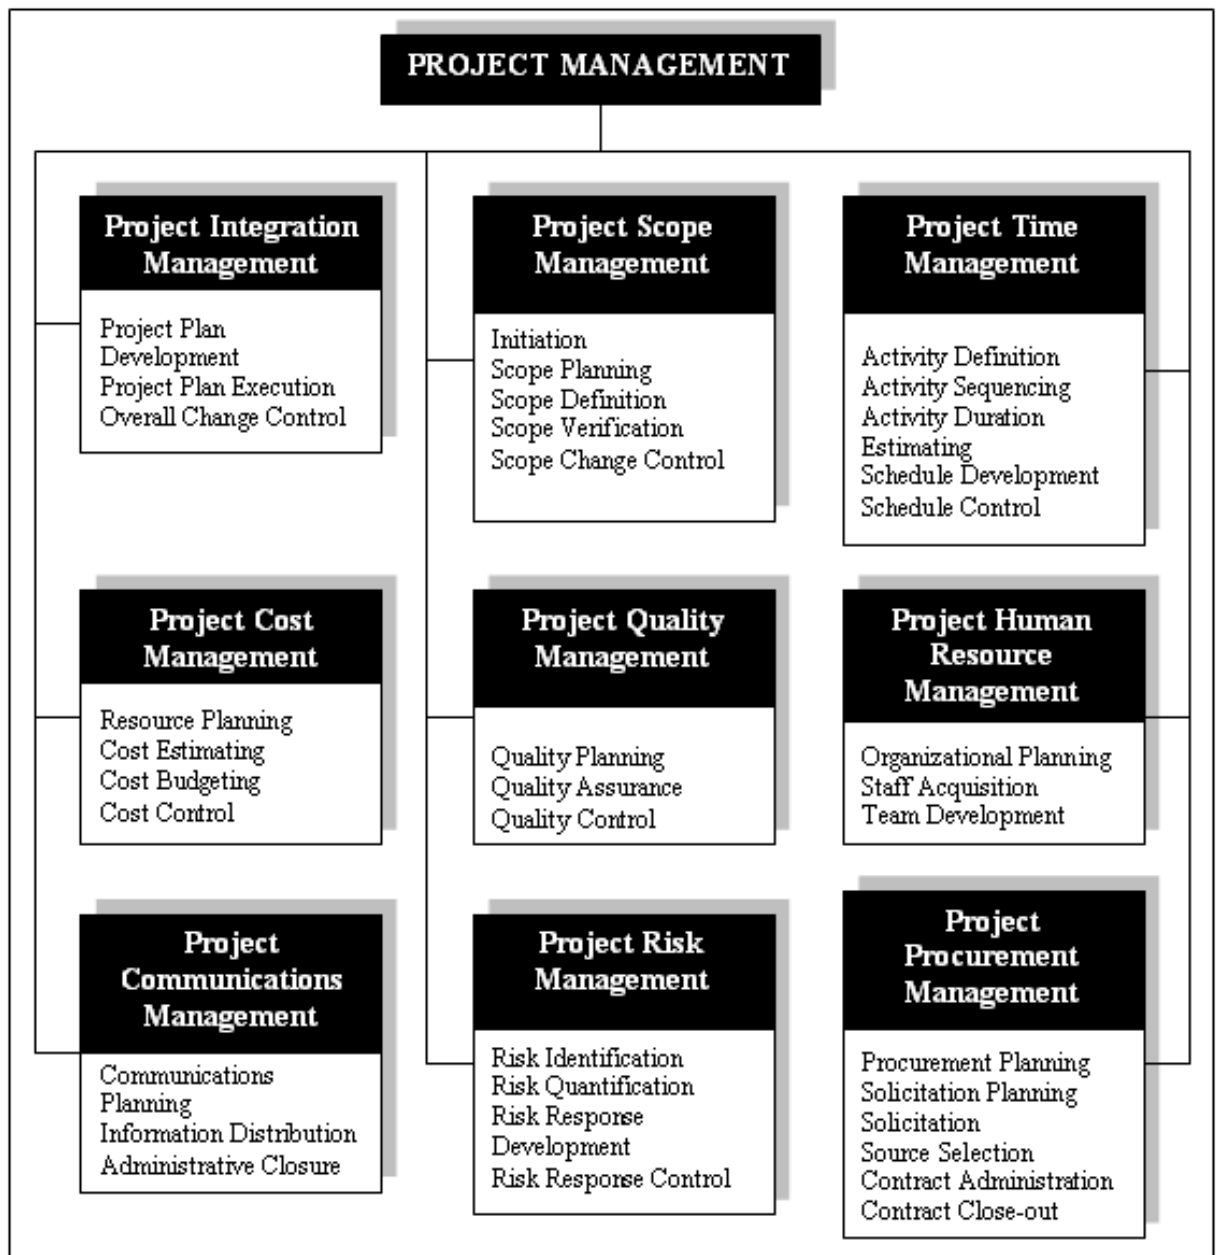 PROJECT MANAGEMENT
Project Integration
Management
Project Plan
Development
Project Plan Execution
Overall Change Control
Project Scope
Management
Initiation
Scope Planning
Scope Definition
Scope Verification
Scope Change Control
Project Time
Management
Activity Definition
Activity Sequencing
Activity Duration
Estimating
Schedule Development
Schedule Control
Project Cost
Management
Resource Planning
Cost Estimating
Cost Budgeting
Cost Control
Project Quality
Management
Quality Planning
Quality Assurance
Quality Control
Project Human
Resource
Management
Organizational Planning
Staff Acquisition
Team Development
Project
Communications
Management
Communications
Planning
Information Distribution
Administrative Closure
Project Risk
Management
Risk Identification
Risk Quantification
Risk Response
Development
Risk Response Control
Project
Procurement
Management
Procurement Planning
Solicitation Planning
Solicitation
Source Selection
Contract Administration
Contract Close-out